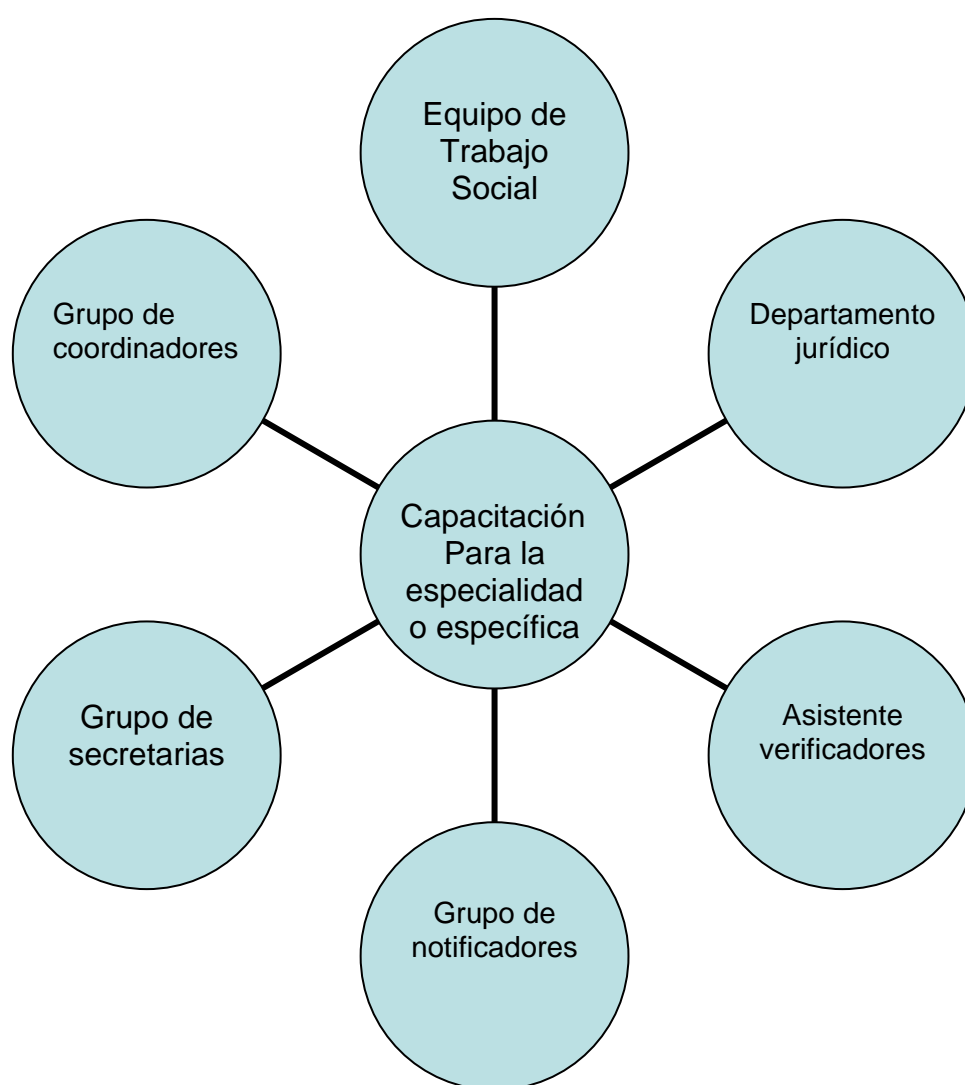 Equipo de
Trabajo
Social
Grupo de
coordinadores
Departamento
jurídico
Capacitación
Para la
especialidad
o específica
Grupo de
secretarias
Asistente
verificadores
Grupo de
notificadores